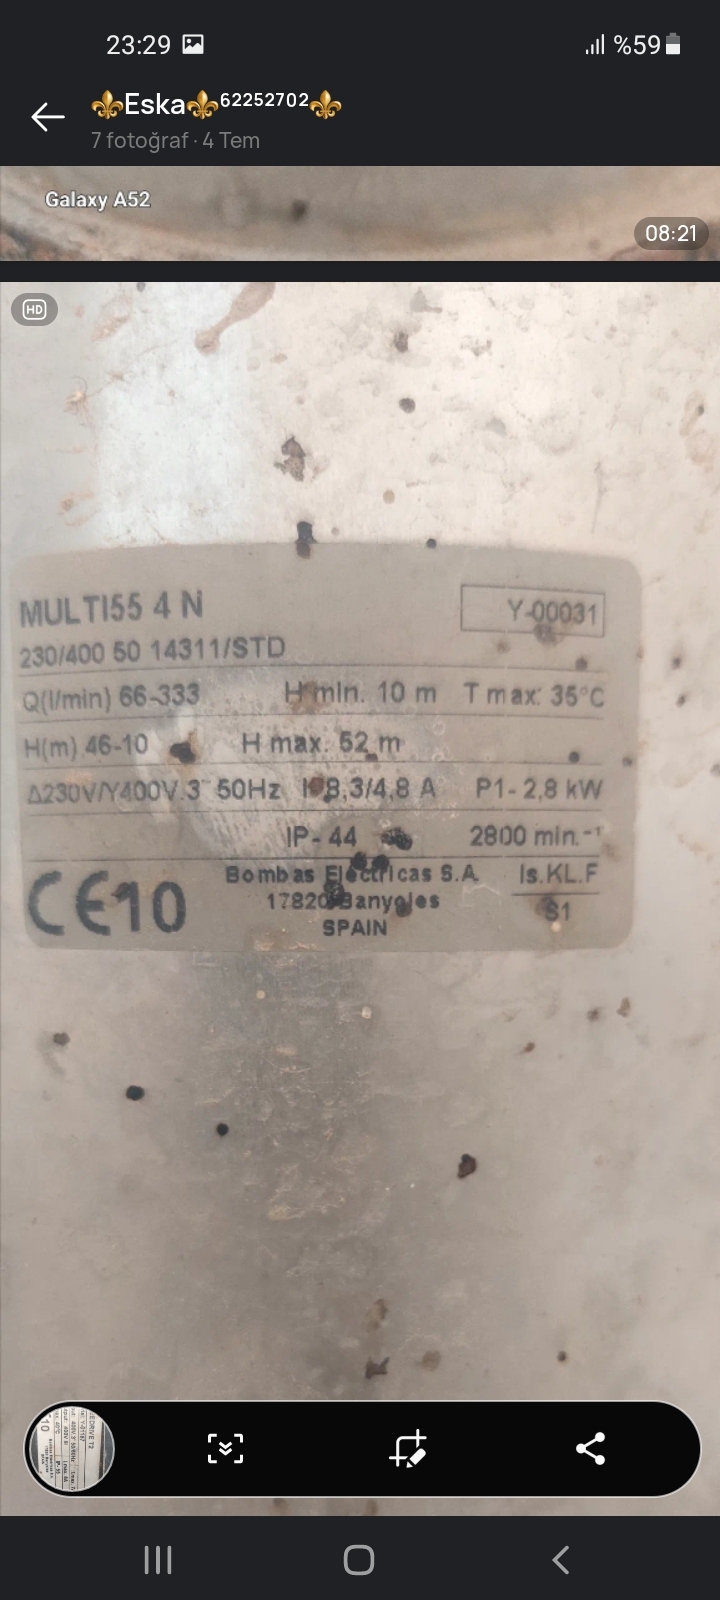 23:29 %59
⚜️Eska⚜️⁶²²⁵²⁷⁰²⚜️
7 fotoğraf · 4 Tem
Galaxy A52
08:21
HD
MULTI55 4 N Y-00031
230/400 50 14311/STD
Q(l/min) 66-333 H min. 10 m T max: 35°C
H(m) 46-10 H max. 52 m
Δ230V/Y400V.3~ 50Hz I 8,3/4,8 A P1- 2,8 kW
IP- 44 2800 min.⁻¹
Bombas Electricas S.A. Is.KL.F
CE10 17820 Banyoles S1
SPAIN